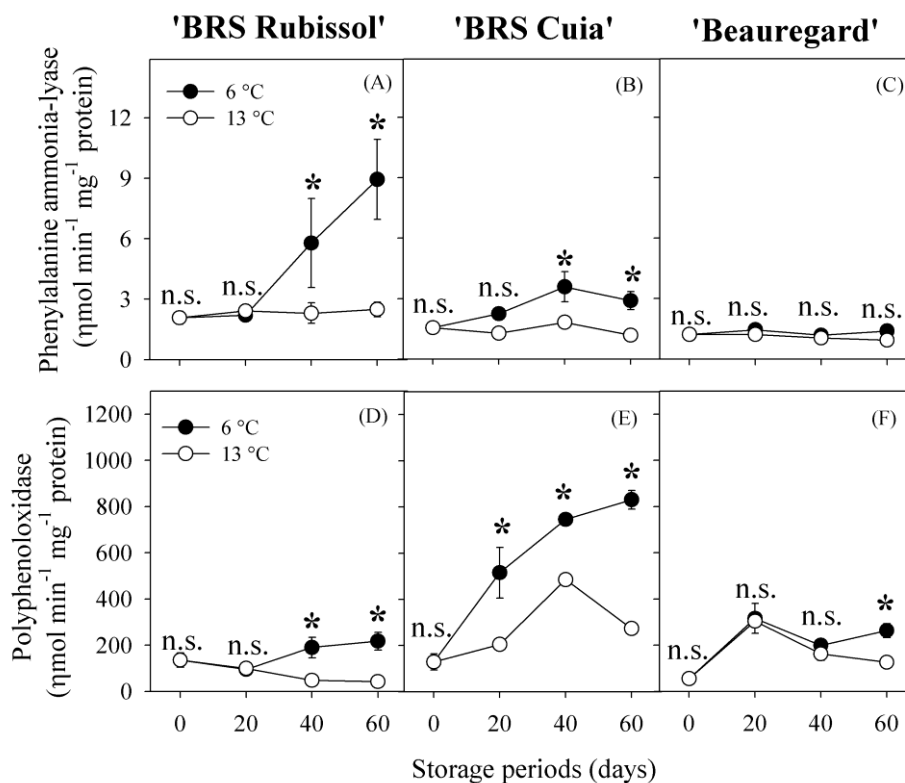 'BRS Rubissol' 'BRS Cuia' 'Beauregard'
Phenylalanine ammonia-lyase
(ηmol min⁻¹ mg⁻¹ protein)
12
9
6
3
0
6 °C
13 °C
(A)
n.s. n.s. * *
(B)
n.s. n.s. * *
(C)
n.s. n.s. n.s. n.s.
Polyphenoloxidase
(ηmol min⁻¹ mg⁻¹ protein)
1200
1000
800
600
400
200
0
6 °C
13 °C
(D)
n.s. n.s. * *
(E)
n.s. * * *
(F)
n.s. n.s. n.s. *
0 20 40 60 0 20 40 60 0 20 40 60
Storage periods (days)